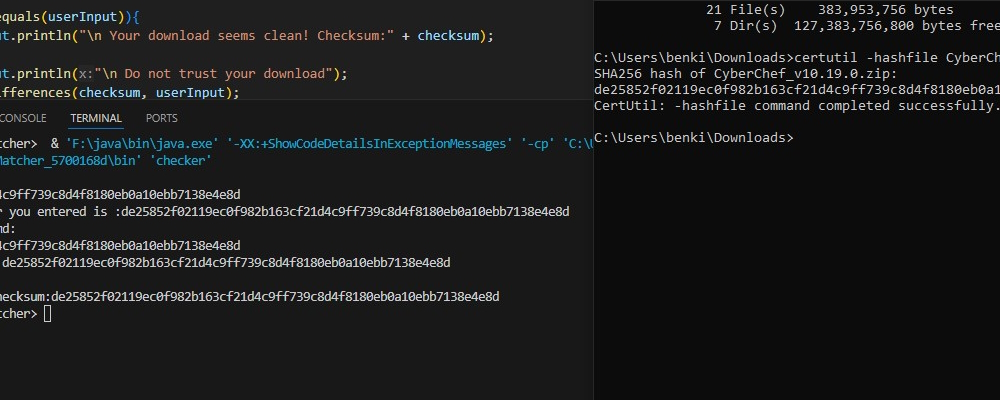 equals(userInput)){
ut.println("\n Your download seems clean! Checksum:" + checksum);
ut.println(x:"\n Do not trust your download");
ifferences(checksum, userInput);
CONSOLE TERMINAL PORTS
tcher> & 'F:\java\bin\java.exe' '-XX:+ShowCodeDetailsInExceptionMessages' '-cp' 'C:\U
Matcher_5700168d\bin' 'checker'
4c9ff739c8d4f8180eb0a10ebb7138e4e8d
r you entered is :de25852f02119ec0f982b163cf21d4c9ff739c8d4f8180eb0a10ebb7138e4e8d
nd:
4c9ff739c8d4f8180eb0a10ebb7138e4e8d
de25852f02119ec0f982b163cf21d4c9ff739c8d4f8180eb0a10ebb7138e4e8d
hecksum:de25852f02119ec0f982b163cf21d4c9ff739c8d4f8180eb0a10ebb7138e4e8d
tcher>
21 File(s) 383,953,756 bytes
7 Dir(s) 127,383,756,800 bytes free
C:\Users\benki\Downloads>certutil -hashfile CyberCh
SHA256 hash of CyberChef_v10.19.0.zip:
de25852f02119ec0f982b163cf21d4c9ff739c8d4f8180eb0a1
CertUtil: -hashfile command completed successfully.
C:\Users\benki\Downloads>